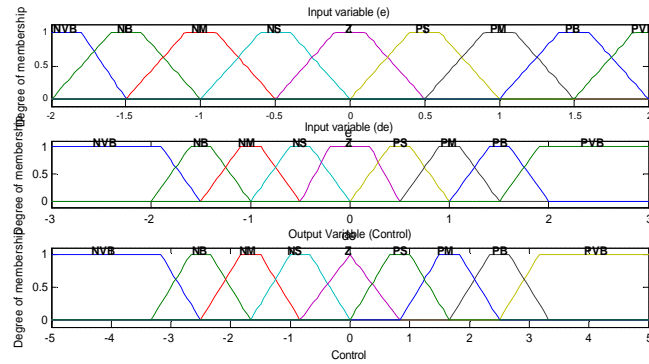 Input variable (e)
NVB NB NM NS Z PS PM PB PV
Degree of membership
1
0.5
0
-2 -1.5 -1 -0.5 0 0.5 1 1.5 2
e
Input variable (de)
NVB NB NM NS Z PS PM PB PVB
Degree of membership
1
0.5
0
-3 -2 -1 0 1 2 3
Output Variable (Control)
NVB NB NM NS Z PS PM PB PVB
Degree of membership
1
0.5
0
-5 -4 -3 -2 -1 0 1 2 3 4 5
Control